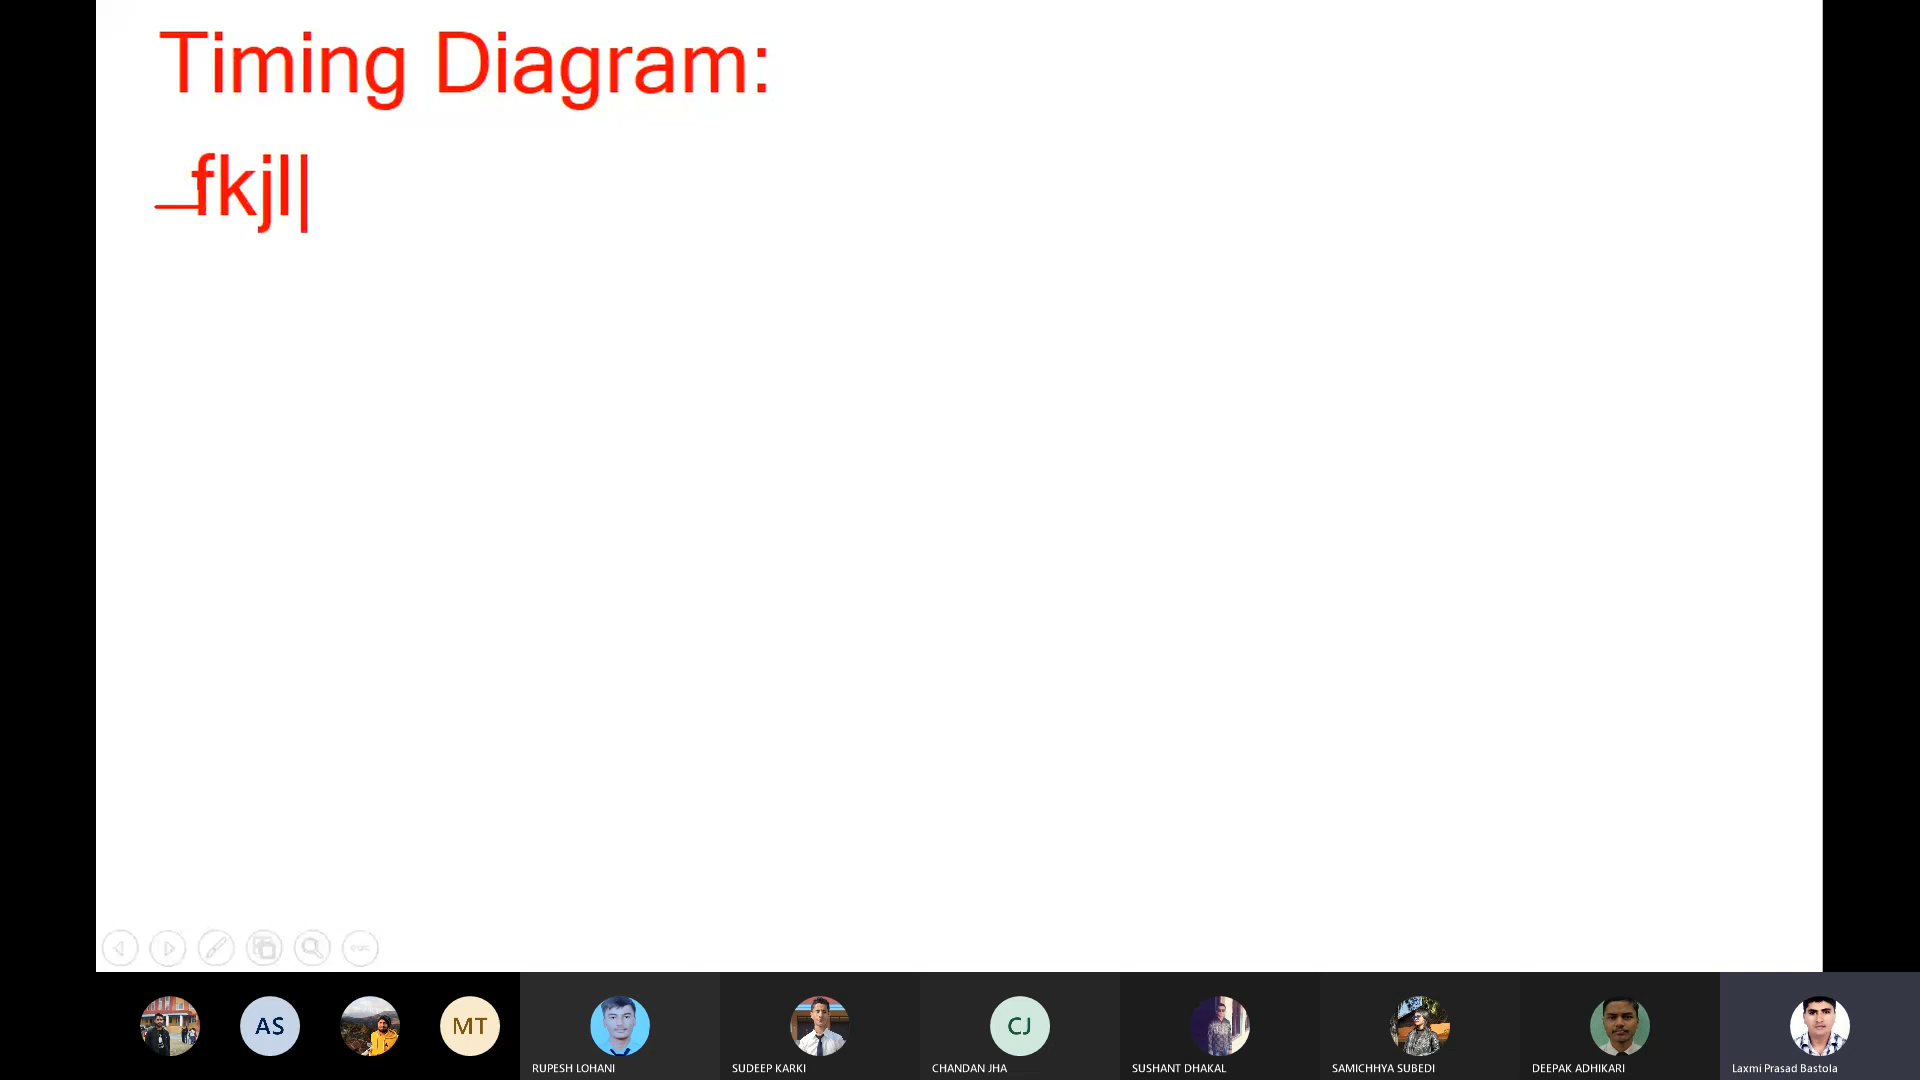 Timing Diagram:
fkjl
AS
MT
CJ
RUPESH LOHANI
SUDEEP KARKI
CHANDAN JHA
SUSHANT DHAKAL
SAMICHHYA SUBEDI
DEEPAK ADHIKARI
Laxmi Prasad Bastola